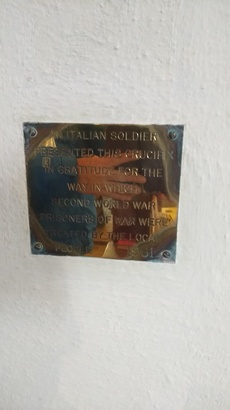 ITALIAN SOLDIER
PRESENTED THIS CRUCIFIX
IN GRATITUDE FOR THE
WAY IN WHICH
SECOND WORLD WAR
PRISONERS OF WAR WERE
TREATED BY THE LOCAL